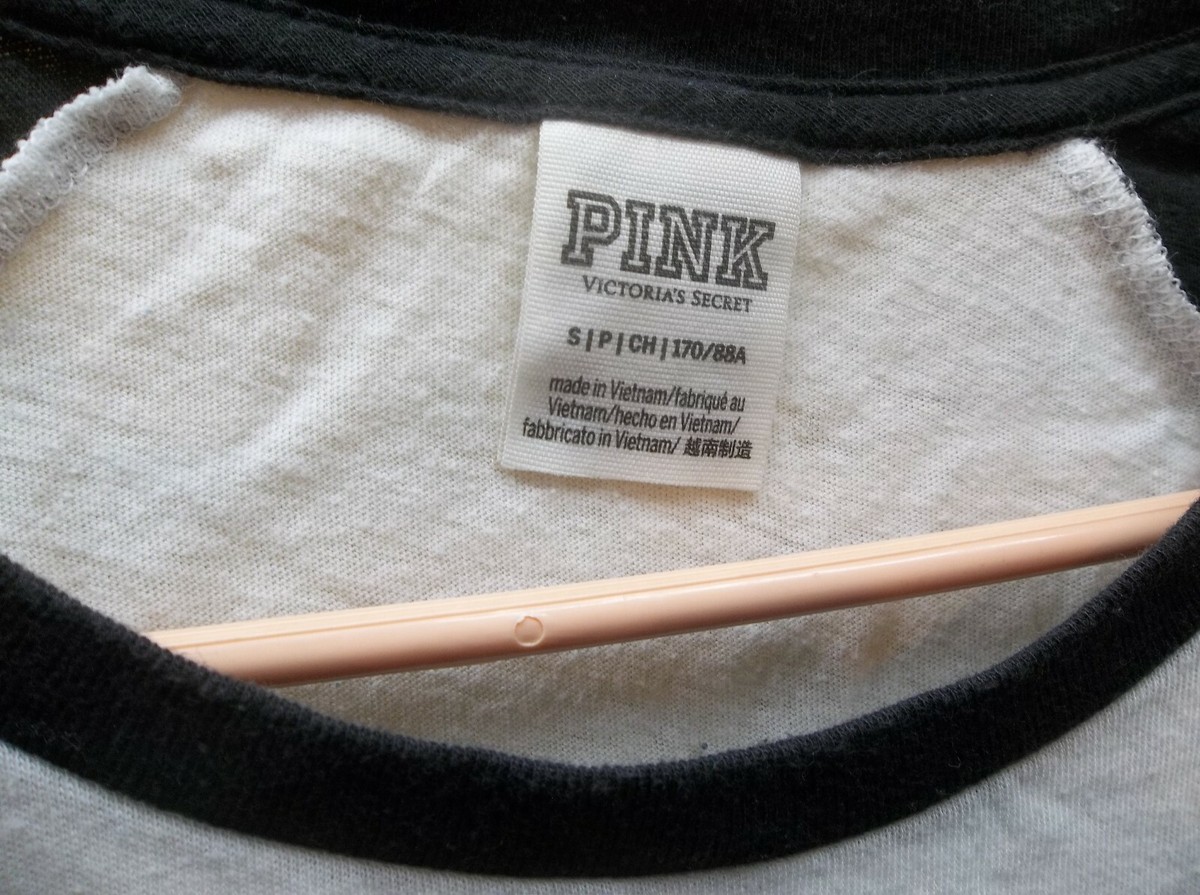 PINK
VICTORIA'S SECRET
S | P | CH | 170/88A
made in Vietnam/fabriqué au
Vietnam/hecho en Vietnam/
fabbricato in Vietnam/ 越南制造